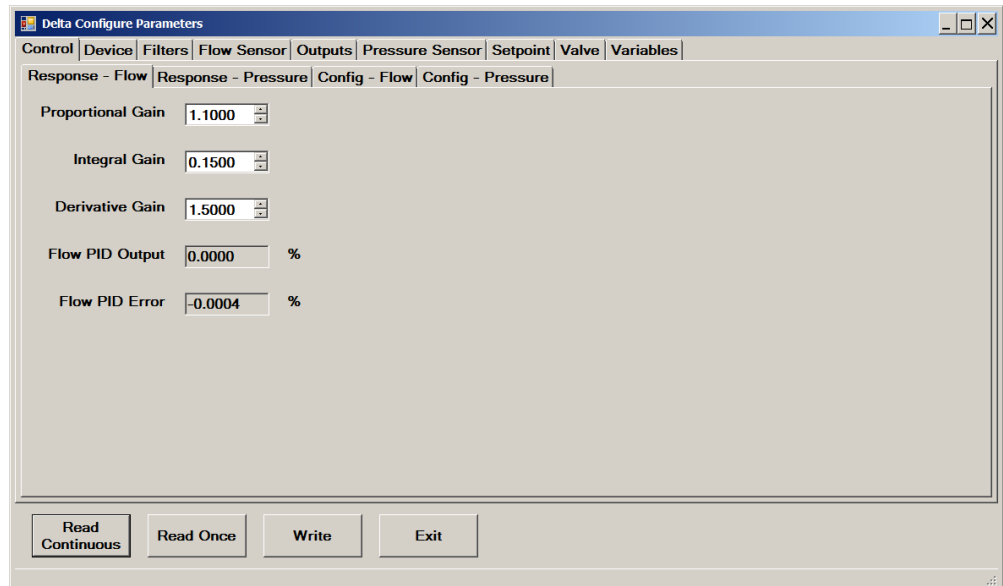 Delta Configure Parameters
Control Device Filters Flow Sensor Outputs Pressure Sensor Setpoint Valve Variables
Response - Flow Response - Pressure Config - Flow Config - Pressure
Proportional Gain 1.1000
Integral Gain 0.1500
Derivative Gain 1.5000
Flow PID Output 0.0000 %
Flow PID Error -0.0004 %
Read
Continuous
Read Once
Write
Exit